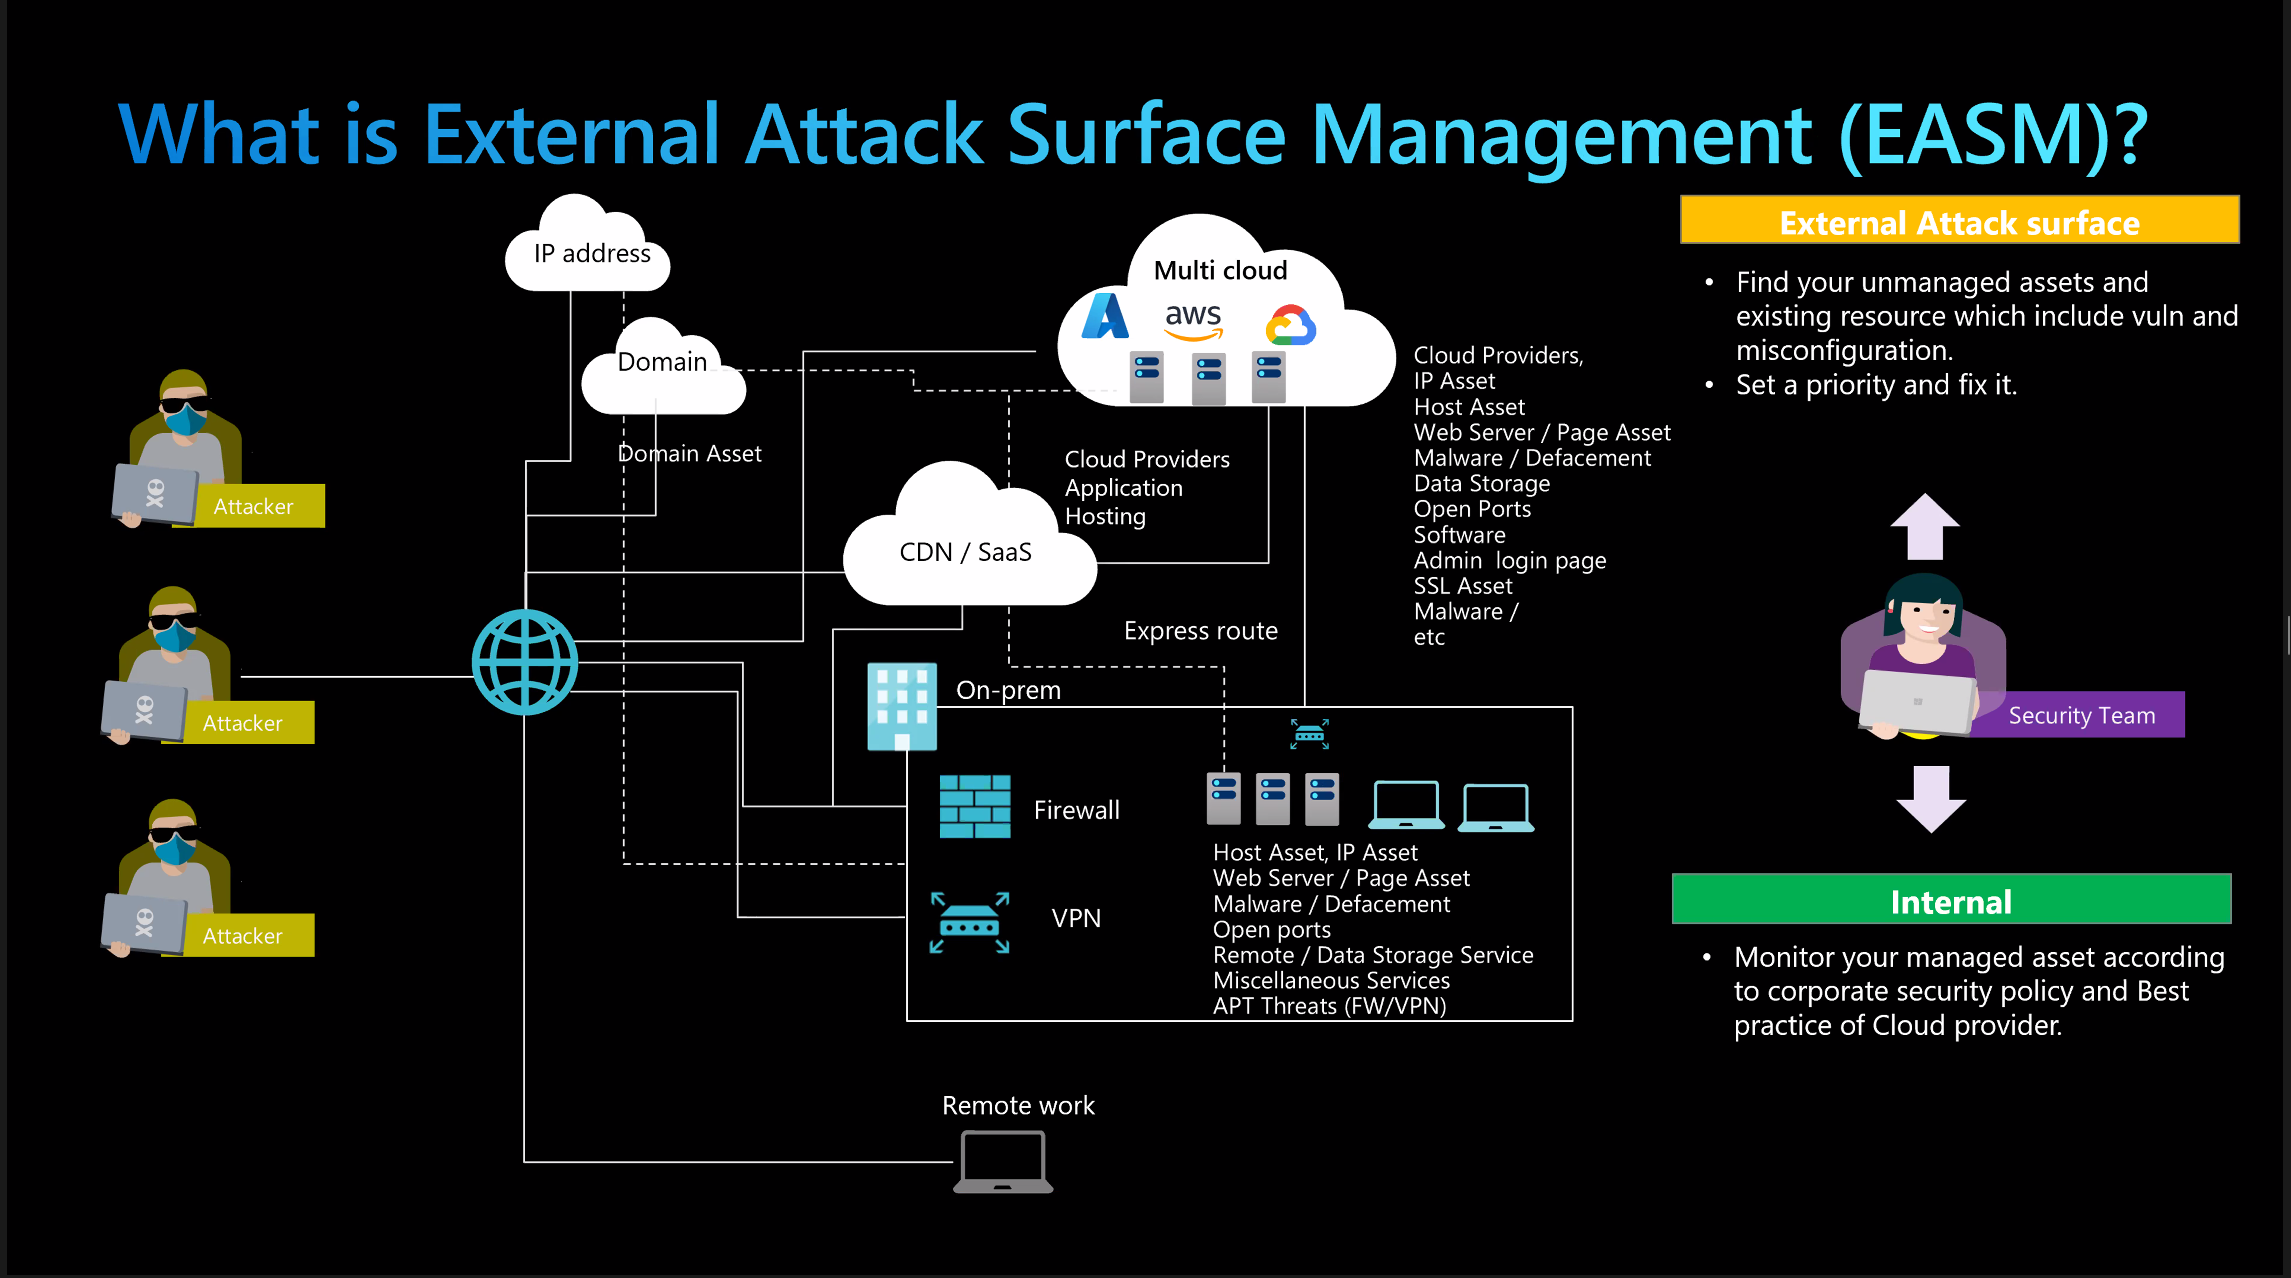 What is External Attack Surface Management (EASM)?
IP address
Domain
Domain Asset
Multi cloud
aws
Cloud Providers,
IP Asset
Host Asset
Web Server / Page Asset
Malware / Defacement
Data Storage
Open Ports
Software
Admin  login page
SSL Asset
Malware /
etc
Cloud Providers
Application
Hosting
CDN / SaaS
Express route
Attacker
Attacker
Attacker
On-prem
Firewall
VPN
Host Asset, IP Asset
Web Server / Page Asset
Malware / Defacement
Open ports
Remote / Data Storage Service
Miscellaneous Services
APT Threats (FW/VPN)
Remote work
External Attack surface
• Find your unmanaged assets and
existing resource which include vuln and
misconfiguration.
• Set a priority and fix it.
Security Team
Internal
• Monitor your managed asset according
to corporate security policy and Best
practice of Cloud provider.